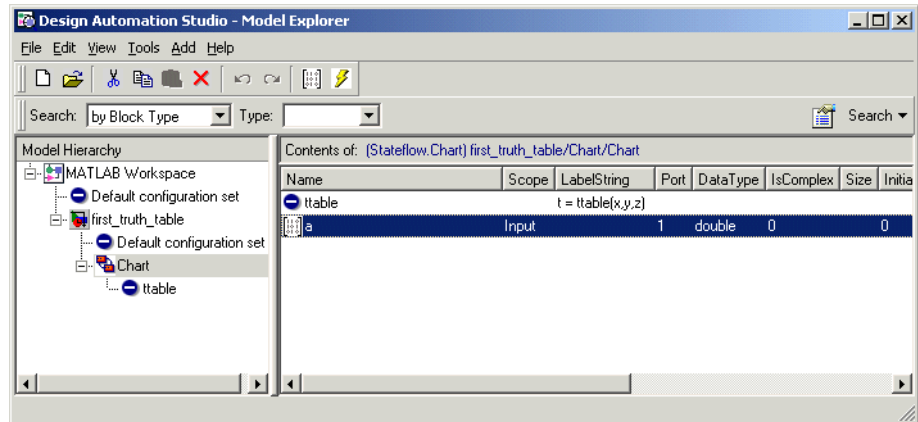 Design Automation Studio - Model Explorer
File Edit View Tools Add Help
Search: by Block Type Type: Search
Model Hierarchy
MATLAB Workspace
Default configuration set
first_truth_table
Default configuration set
Chart
ttable
Contents of: (Stateflow.Chart) first_truth_table/Chart/Chart
Name Scope LabelString Port DataType IsComplex Size Initia
ttable t = ttable(x,y,z)
a Input 1 double 0 0